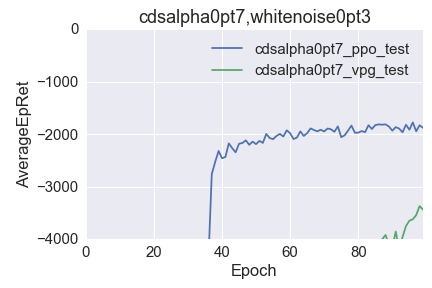 cdsalpha0pt7,whitenoise0pt3
cdsalpha0pt7_ppo_test
cdsalpha0pt7_vpg_test
AverageEpRet
0
−1000
−2000
−3000
−4000
0 20 40 60 80
Epoch